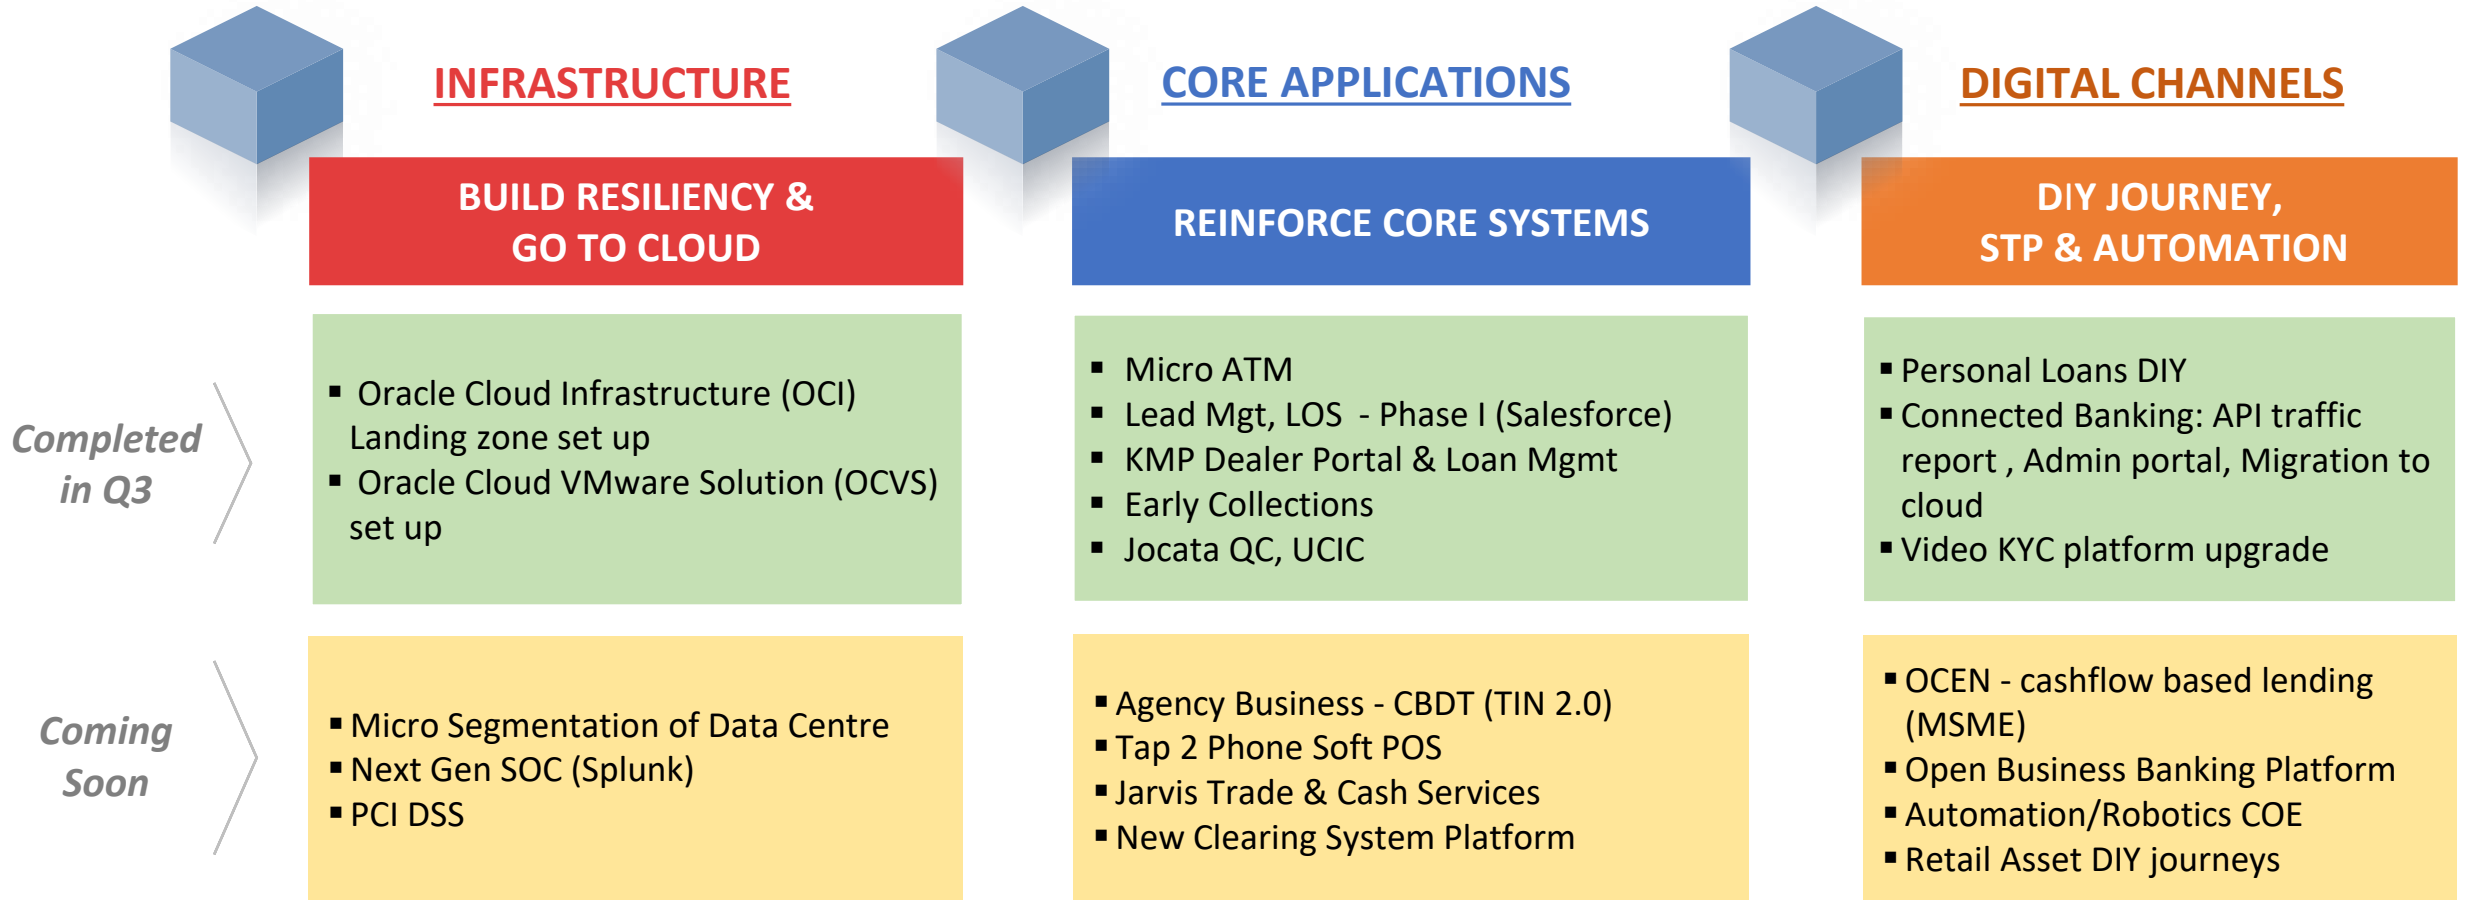 INFRASTRUCTURE
CORE APPLICATIONS
DIGITAL CHANNELS
BUILD RESILIENCY &
GO TO CLOUD
REINFORCE CORE SYSTEMS
DIY JOURNEY,
STP & AUTOMATION
Completed
in Q3
▪ Oracle Cloud Infrastructure (OCI)
Landing zone set up
▪ Oracle Cloud VMware Solution (OCVS)
set up
▪ Micro ATM
▪ Lead Mgt, LOS - Phase I (Salesforce)
▪ KMP Dealer Portal & Loan Mgmt
▪ Early Collections
▪ Jocata QC, UCIC
▪ Personal Loans DIY
▪ Connected Banking: API traffic
report , Admin portal, Migration to
cloud
▪ Video KYC platform upgrade
Coming
Soon
▪ Micro Segmentation of Data Centre
▪ Next Gen SOC (Splunk)
▪ PCI DSS
▪ Agency Business - CBDT (TIN 2.0)
▪ Tap 2 Phone Soft POS
▪ Jarvis Trade & Cash Services
▪ New Clearing System Platform
▪ OCEN - cashflow based lending
(MSME)
▪ Open Business Banking Platform
▪ Automation/Robotics COE
▪ Retail Asset DIY journeys